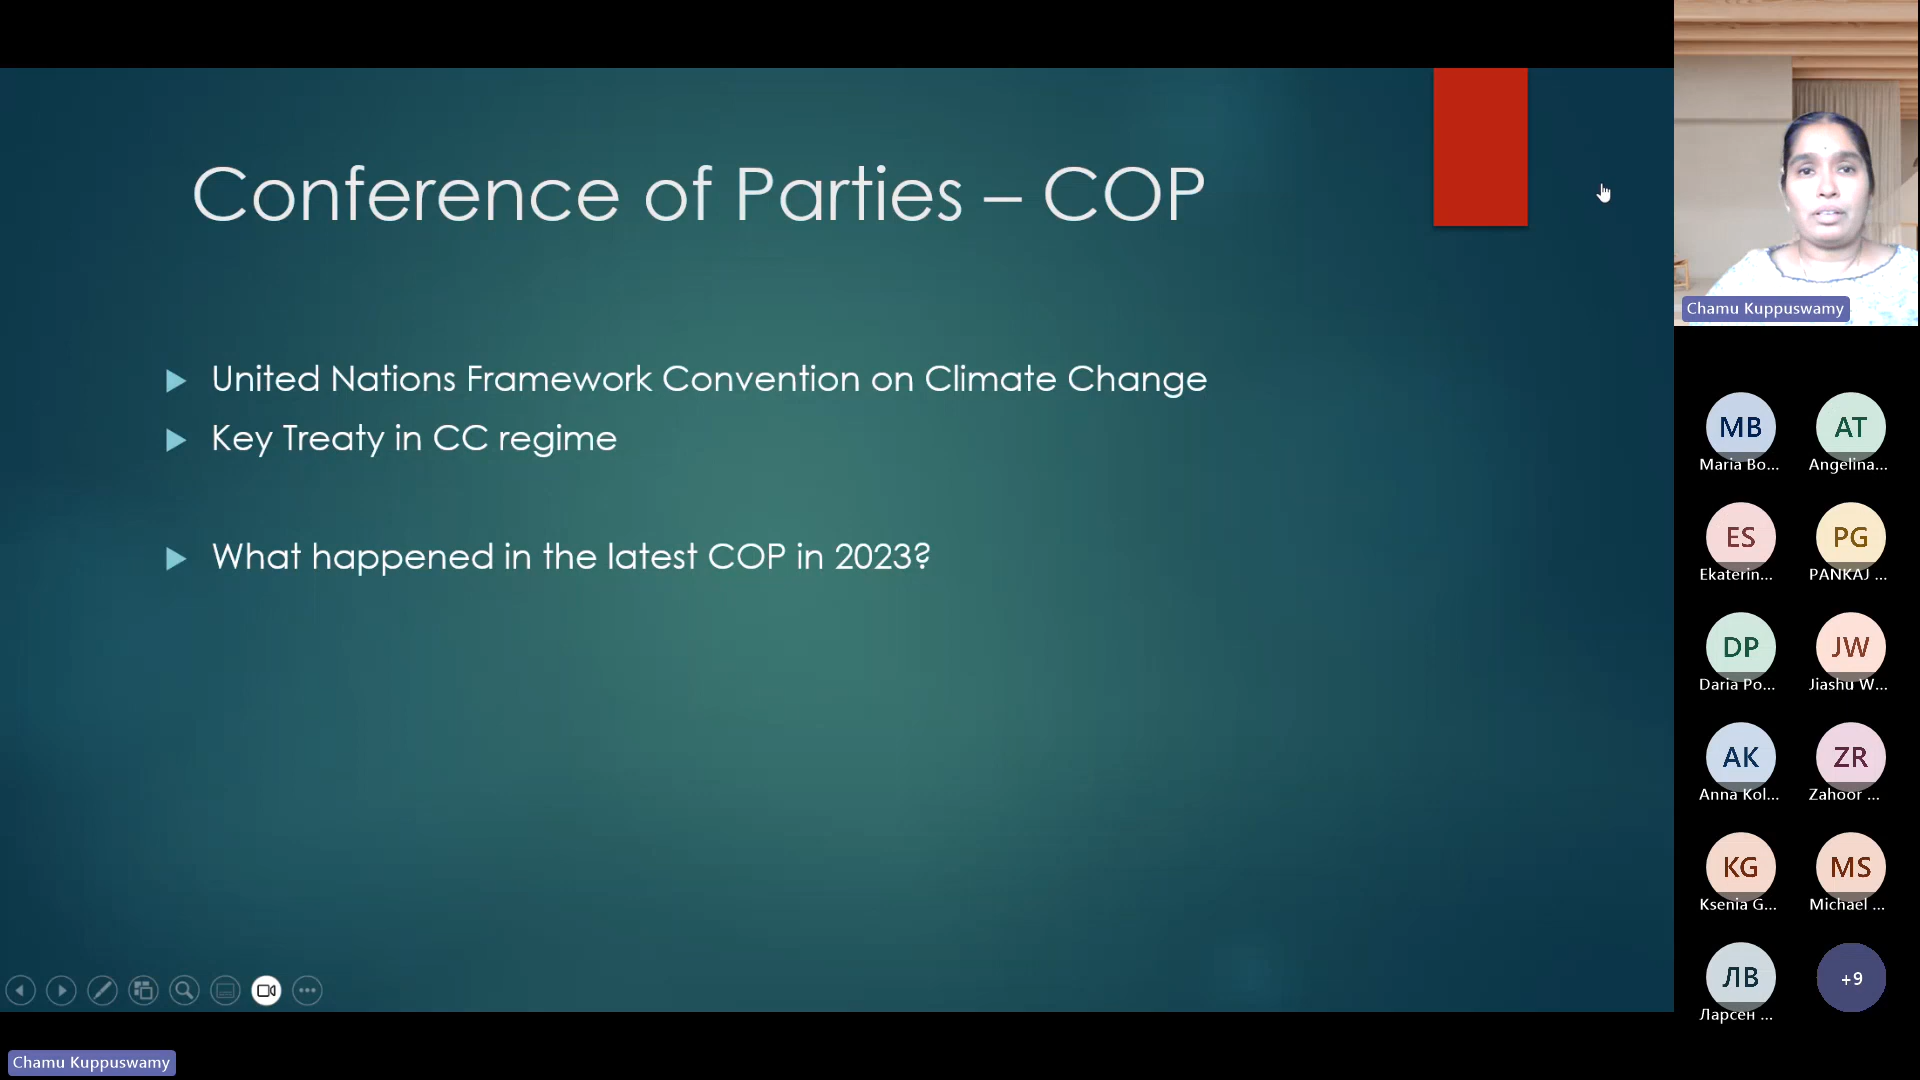 Conference of Parties – COP
United Nations Framework Convention on Climate Change
Key Treaty in CC regime
What happened in the latest COP in 2023?
Chamu Kuppuswamy
MB
AT
Maria Bo...
Angelina...
ES
PG
Ekaterin...
PANKAJ ...
DP
JW
Daria Po...
Jiashu W...
AK
ZR
Anna Kol...
Zahoor ...
KG
MS
Ksenia G...
Michael ...
ЛВ
+9
Ларсен ...
Chamu Kuppuswamy